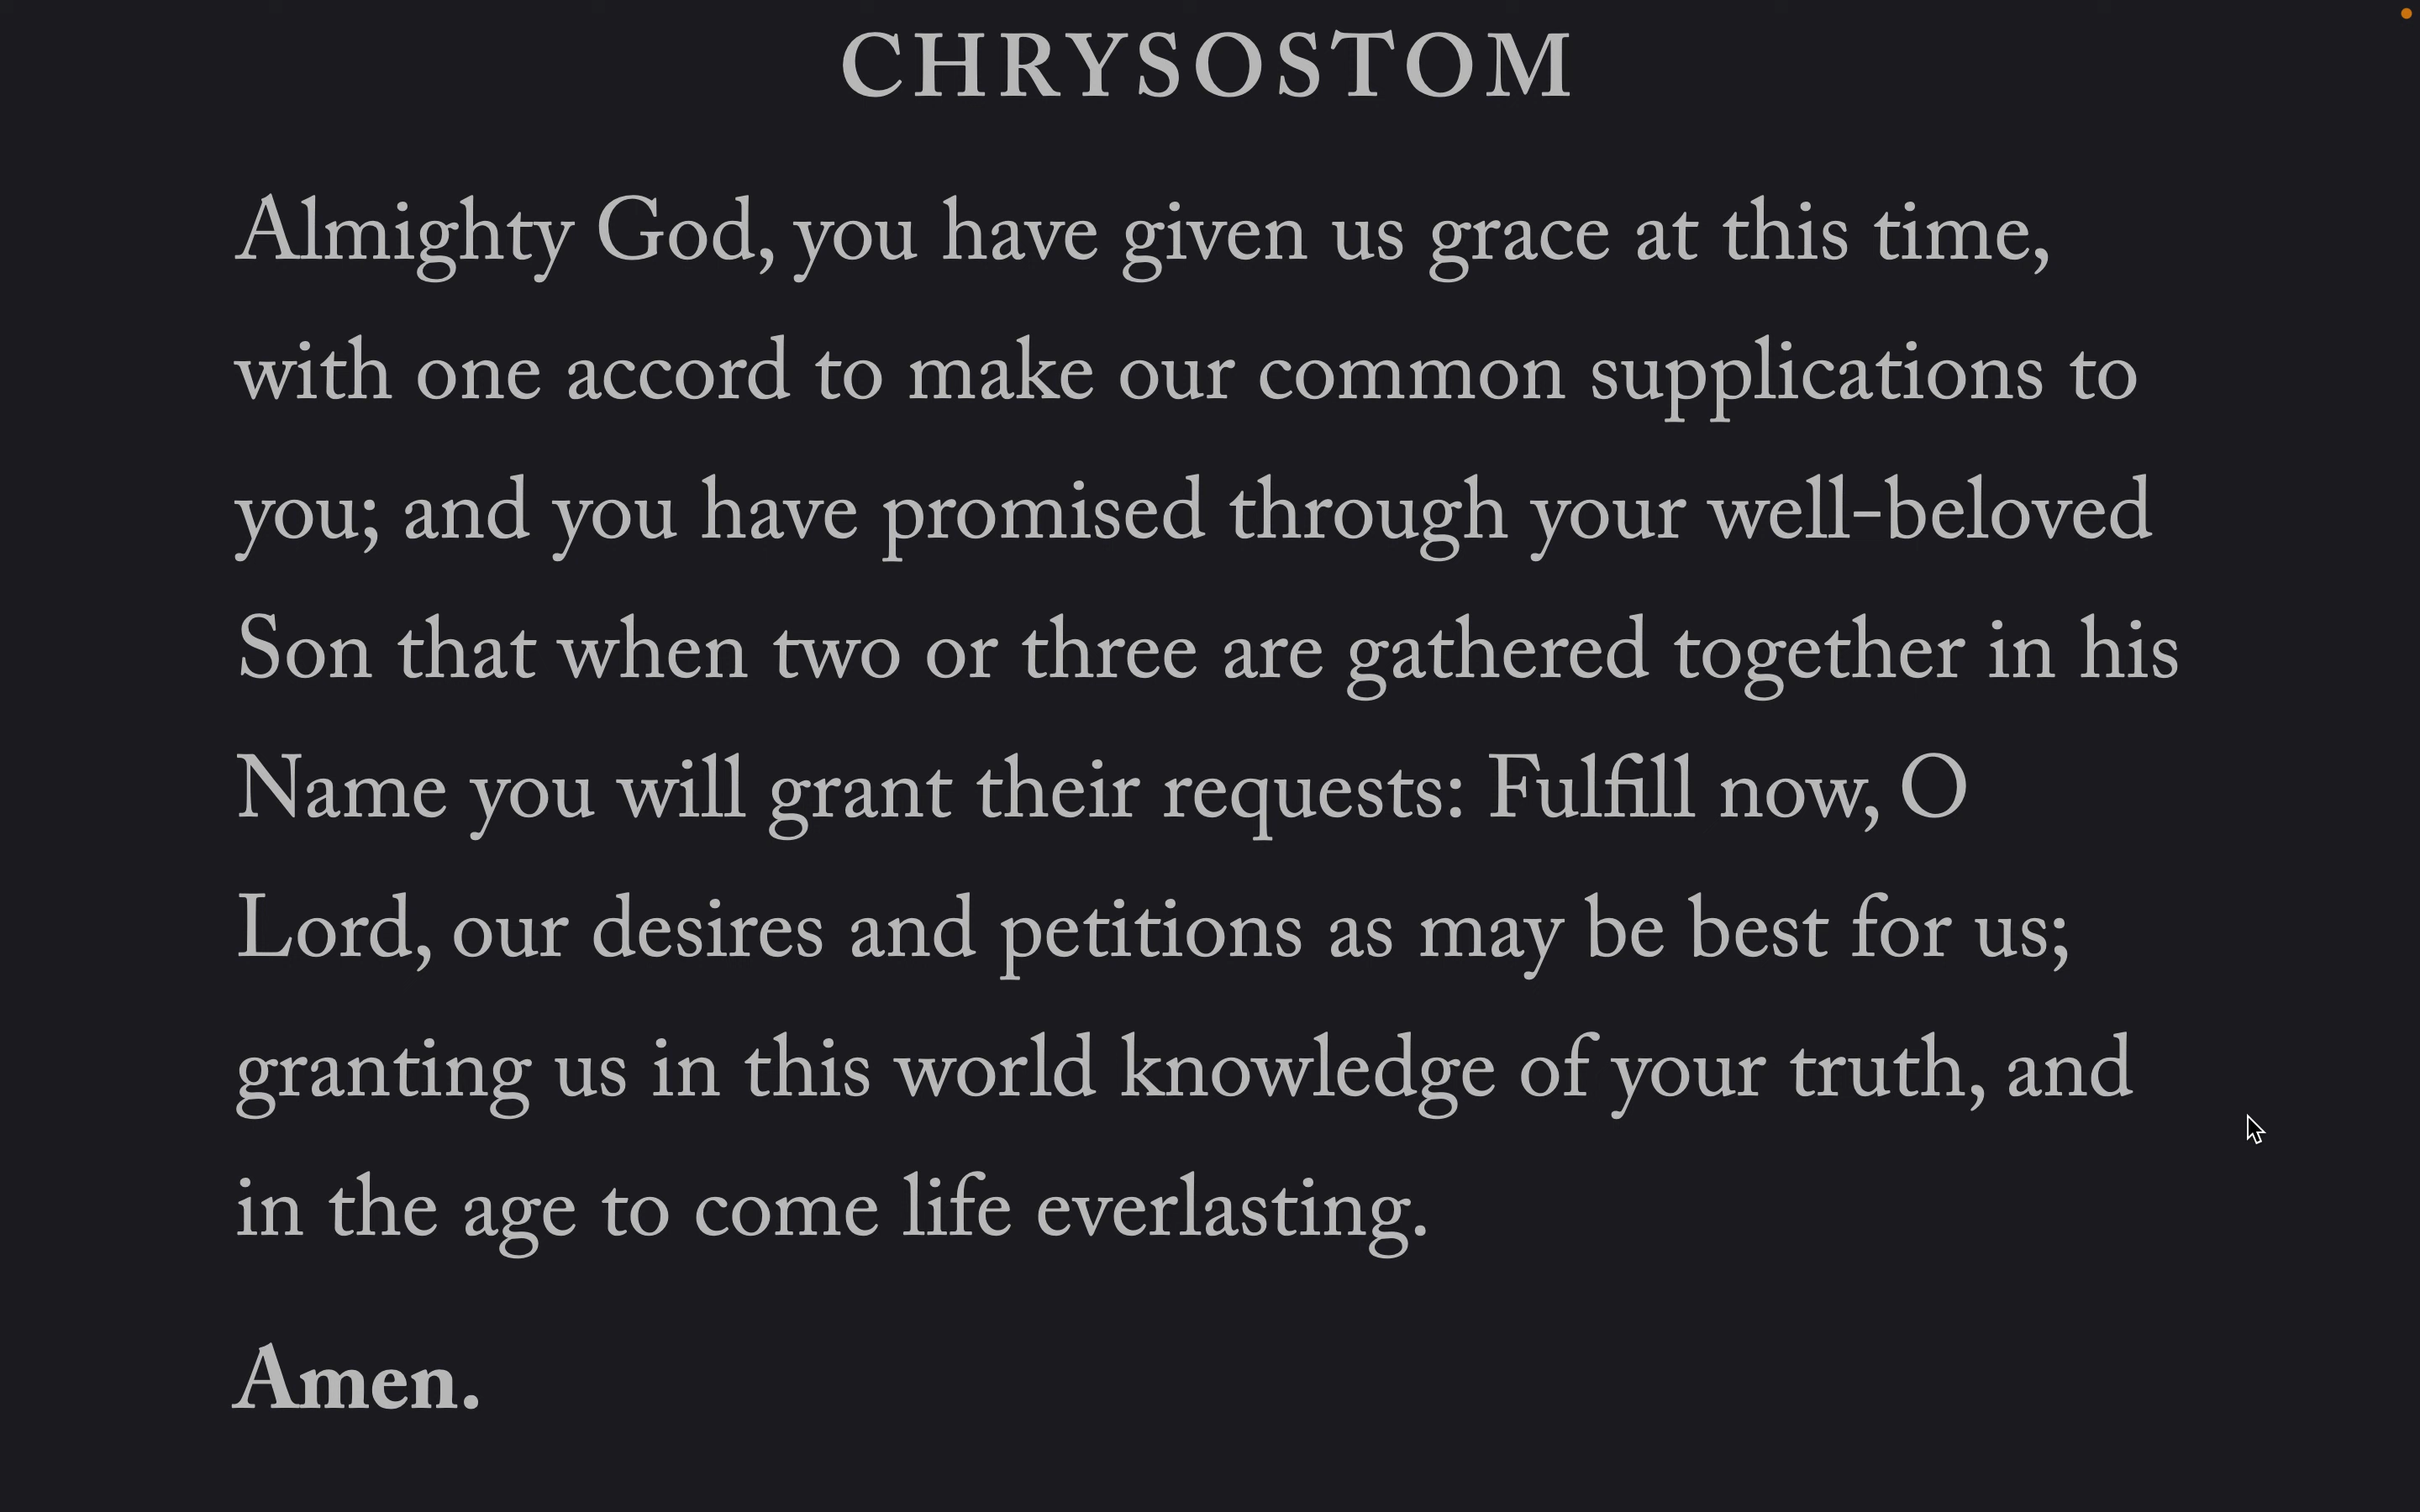 CHRYSOSTOM
Almighty God, you have given us grace at this time,
with one accord to make our common supplications to
you; and you have promised through your well-beloved
Son that when two or three are gathered together in his
Name you will grant their requests: Fulfill now, O
Lord, our desires and petitions as may be best for us;
granting us in this world knowledge of your truth, and
in the age to come life everlasting.
Amen.